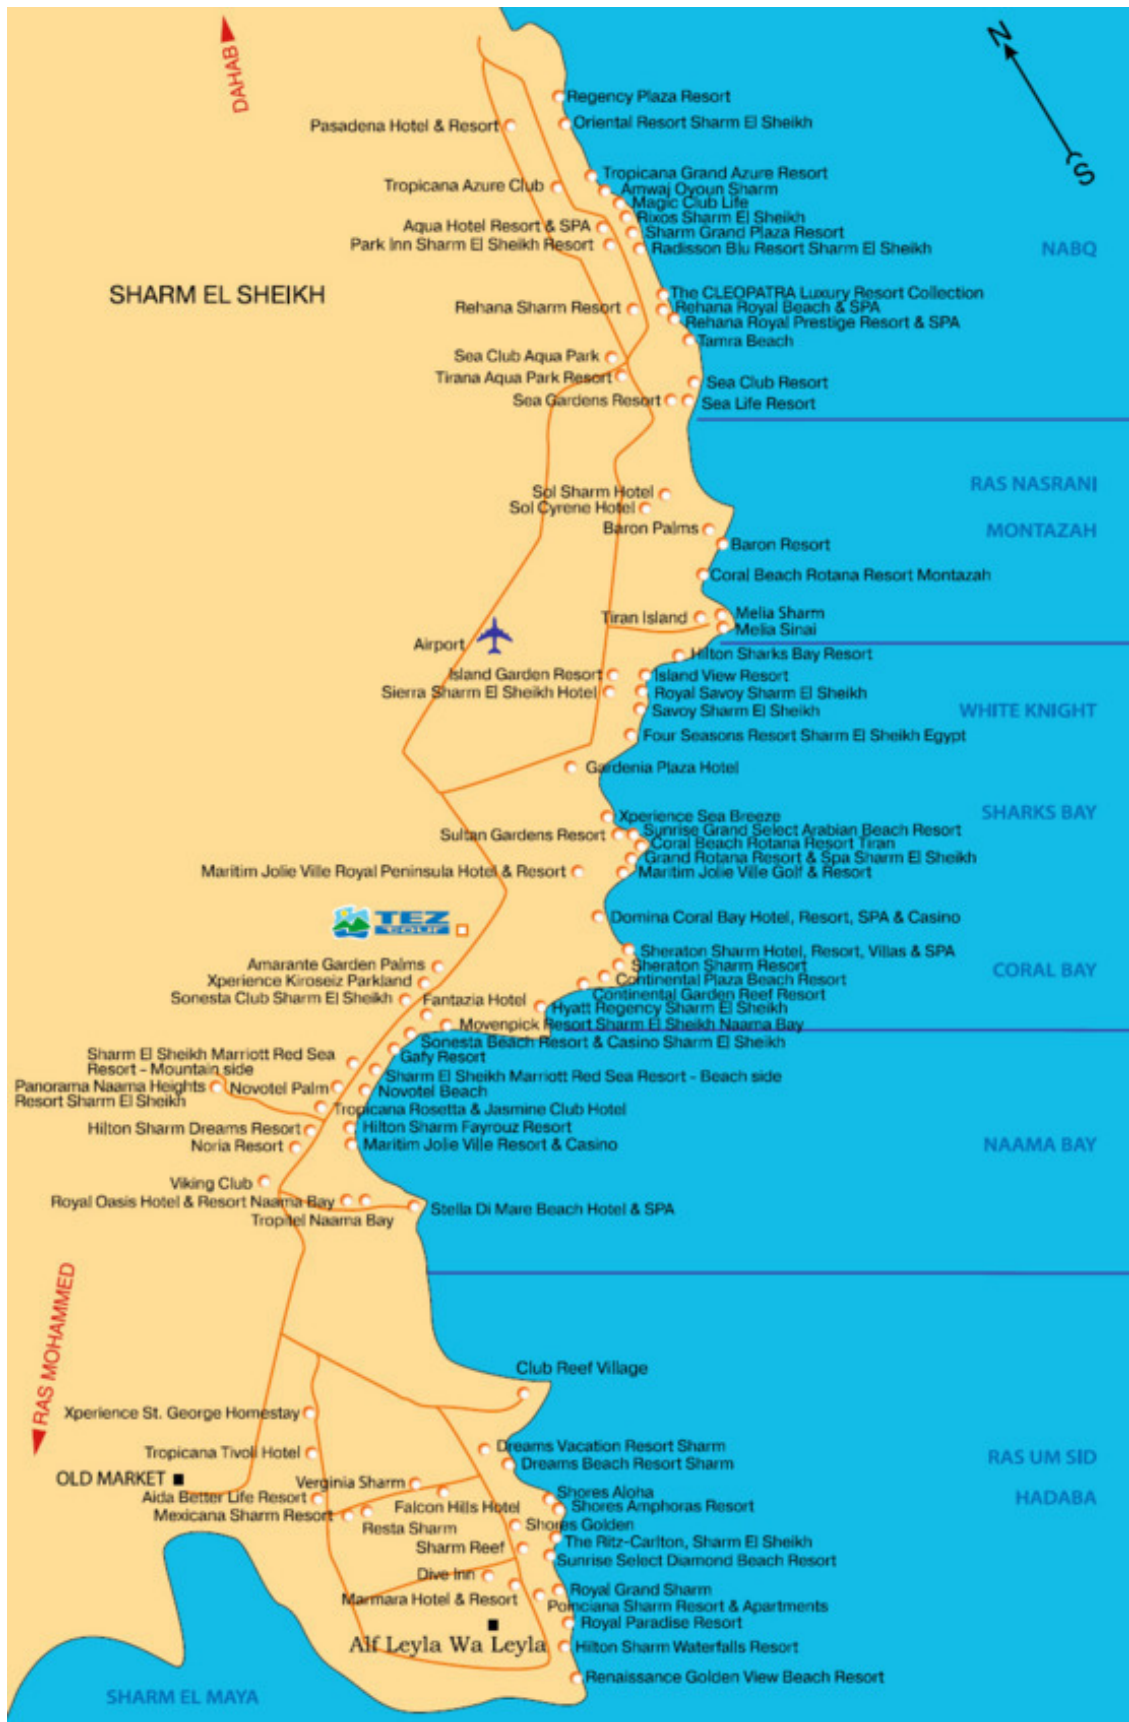 N
S
DAHAB
Regency Plaza Resort
Pasadena Hotel & Resort
Oriental Resort Sharm El Sheikh
Tropicana Grand Azure Resort
Tropicana Azure Club
Amwaj Oyoun Sharm
Magic Club Life
Rixos Sharm El Sheikh
Aqua Hotel Resort & SPA
Sharm Grand Plaza Resort
Park Inn Sharm El Sheikh Resort
Radisson Blu Resort Sharm El Sheikh
NABQ
SHARM EL SHEIKH
The CLEOPATRA Luxury Resort Collection
Rehana Sharm Resort
Rehana Royal Beach & SPA
Rehana Royal Prestige Resort & SPA
Tamra Beach
Sea Club Aqua Park
Tirana Aqua Park Resort
Sea Club Resort
Sea Gardens Resort
Sea Life Resort
RAS NASRANI
Sol Sharm Hotel
Sol Cyrene Hotel
Baron Palms
MONTAZAH
Baron Resort
Coral Beach Rotana Resort Montazah
Tiran Island
Melia Sharm
Melia Sinai
Airport
Hilton Sharks Bay Resort
Island Garden Resort
Island View Resort
Sierra Sharm El Sheikh Hotel
Royal Savoy Sharm El Sheikh
Savoy Sharm El Sheikh
WHITE KNIGHT
Four Seasons Resort Sharm El Sheikh Egypt
Gardenia Plaza Hotel
SHARKS BAY
Xperience Sea Breeze
Sultan Gardens Resort
Sunrise Grand Select Arabian Beach Resort
Coral Beach Rotana Resort Tiran
Grand Rotana Resort & Spa Sharm El Sheikh
Maritim Jolie Ville Royal Peninsula Hotel & Resort
Maritim Jolie Ville Golf & Resort
TEZ
tour
Domina Coral Bay Hotel, Resort, SPA & Casino
Sheraton Sharm Hotel, Resort, Villas & SPA
Amarante Garden Palms
Sheraton Sharm Resort
CORAL BAY
Xperience Kiroseiz Parkland
Continental Plaza Beach Resort
Sonesta Club Sharm El Sheikh
Fantazia Hotel
Continental Garden Reef Resort
Hyatt Regency Sharm El Sheikh
Movenpick Resort Sharm El Sheikh Naama Bay
Sonesta Beach Resort & Casino Sharm El Sheikh
Sharm El Sheikh Marriott Red Sea
Resort - Mountain side
Gafy Resort
Sharm El Sheikh Marriott Red Sea Resort - Beach side
Panorama Naama Heights
Resort Sharm El Sheikh
Novotel Palm
Novotel Beach
Tropicana Rosetta & Jasmine Club Hotel
Hilton Sharm Dreams Resort
Hilton Sharm Fayrouz Resort
Noria Resort
Maritim Jolie Ville Resort & Casino
NAAMA BAY
Viking Club
Royal Oasis Hotel & Resort Naama Bay
Tropitel Naama Bay
Stella Di Mare Beach Hotel & SPA
RAS MOHAMMED
Club Reef Village
Xperience St. George Homestay
Dreams Vacation Resort Sharm
Tropicana Tivoli Hotel
Dreams Beach Resort Sharm
RAS UM SID
HADABA
OLD MARKET
Verginia Sharm
Aida Better Life Resort
Falcon Hills Hotel
Shores Aloha
Shores Amphoras Resort
Mexicana Sharm Resort
Resta Sharm
Shores Golden
Sharm Reef
The Ritz-Carlton, Sharm El Sheikh
Sunrise Select Diamond Beach Resort
Dive Inn
Royal Grand Sharm
Marmara Hotel & Resort
Poinciana Sharm Resort & Apartments
Royal Paradise Resort
Alf Leyla Wa Leyla
Hilton Sharm Waterfalls Resort
Renaissance Golden View Beach Resort
SHARM EL MAYA